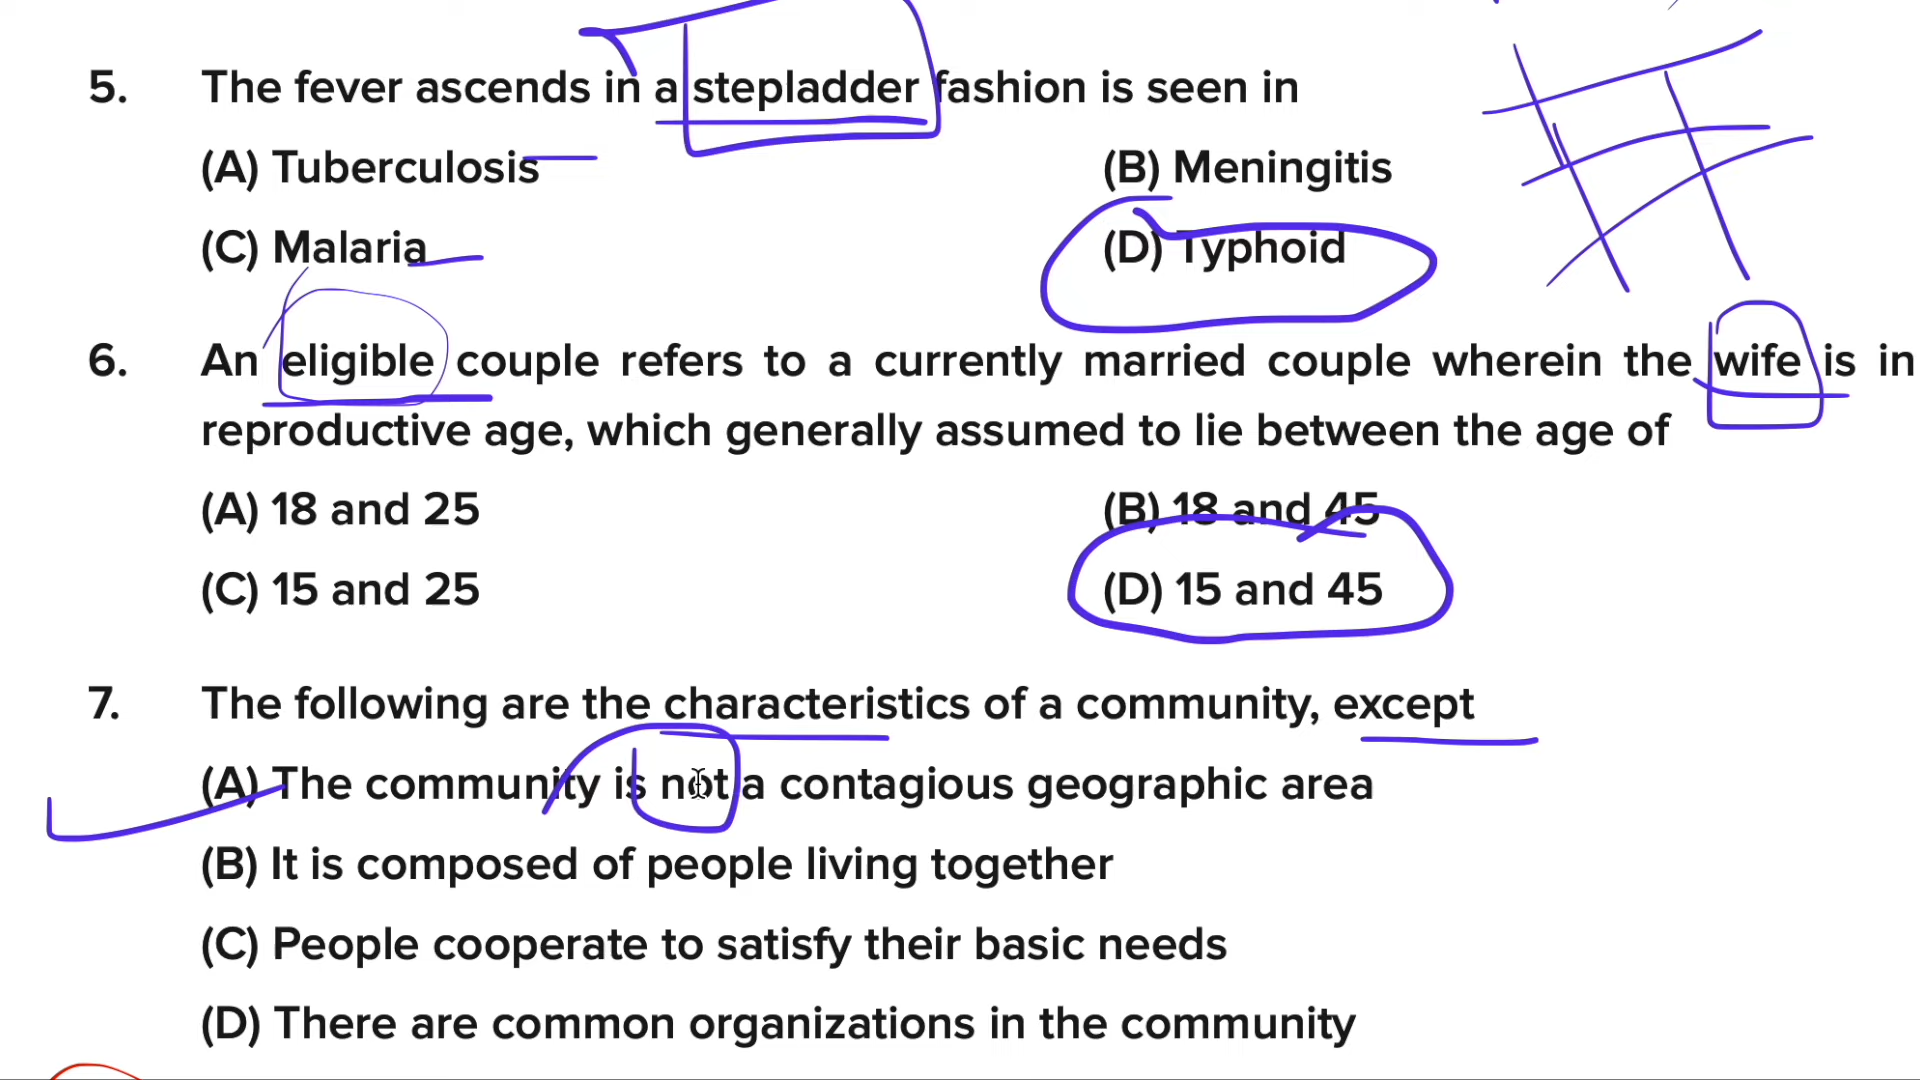 5. The fever ascends in a stepladder fashion is seen in
(A) Tuberculosis (B) Meningitis
(C) Malaria (D) Typhoid
6. An eligible couple refers to a currently married couple wherein the wife is in
reproductive age, which generally assumed to lie between the age of
(A) 18 and 25 (B) 18 and 45
(C) 15 and 25 (D) 15 and 45
7. The following are the characteristics of a community, except
(A) The community is not a contagious geographic area
(B) It is composed of people living together
(C) People cooperate to satisfy their basic needs
(D) There are common organizations in the community